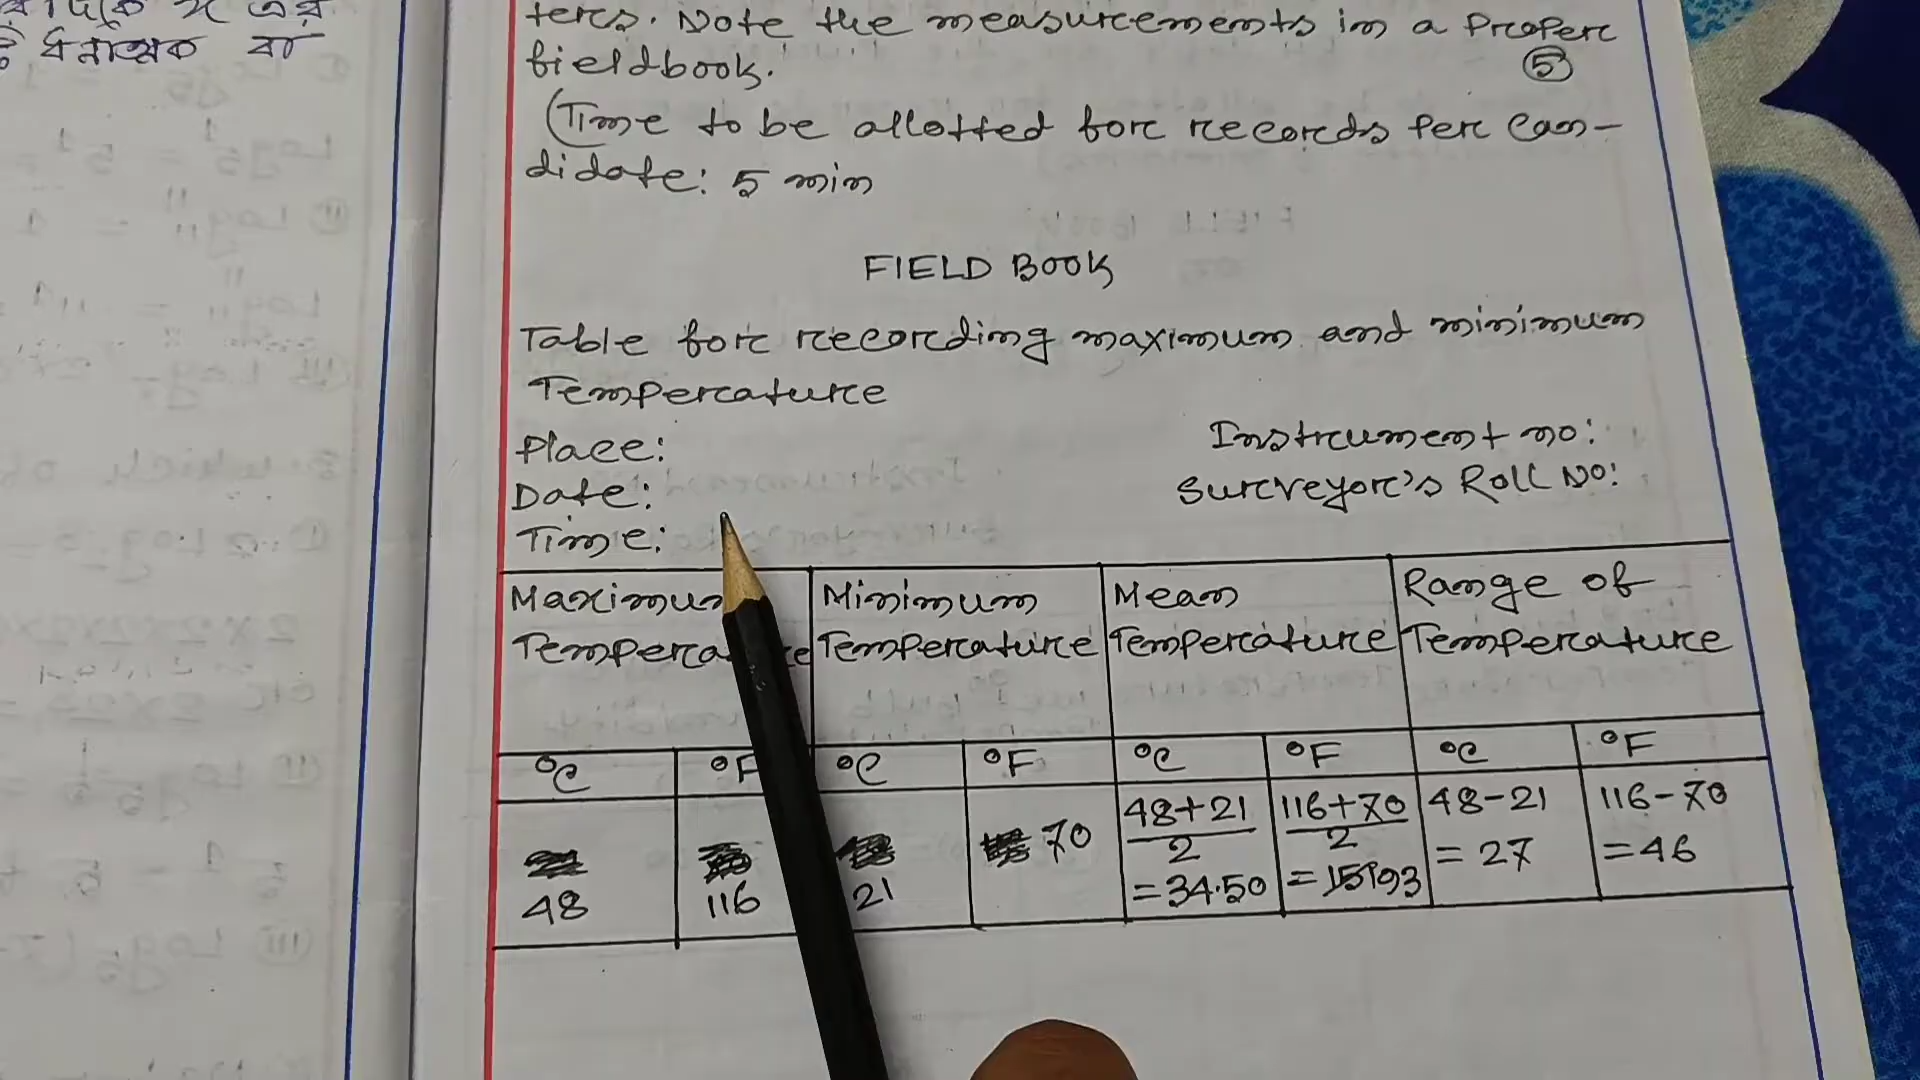 ধনাত্মক বা
ters. Note the measurements in a Proper
fieldbook.
5
(Time to be allotted for records Per Can-
didate: 5 min
FIELD BOOK
Table for recording maximum and minimum
Temperature
Place:
Instrument no:
Date:
Surveyor's Roll No:
Time:
Maximum Minimum Mean Range of
Temperature Temperature Temperature Temperature
°C °F °C °F °C °F °C °F
48+21 116+70 48-21 116-70
70 2 2 = 27 = 46
48 116 21 = 34.50